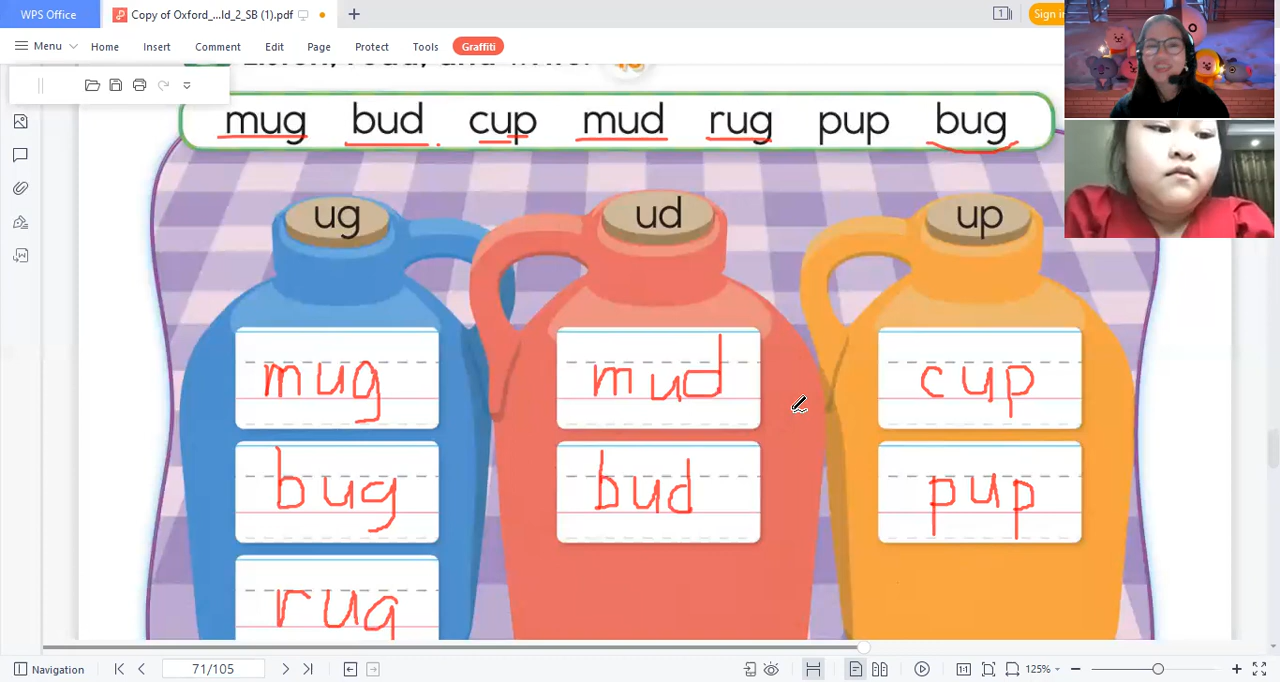 WPS Office
Copy of Oxford_...ld_2_SB (1).pdf
1
Sign in
Menu
Home
Insert
Comment
Edit
Page
Protect
Tools
Graffiti
mug bud cup mud rug pup bug
ug
ud
up
mug
mud
cup
bug
bud
pup
rug
Navigation
71/105
125%